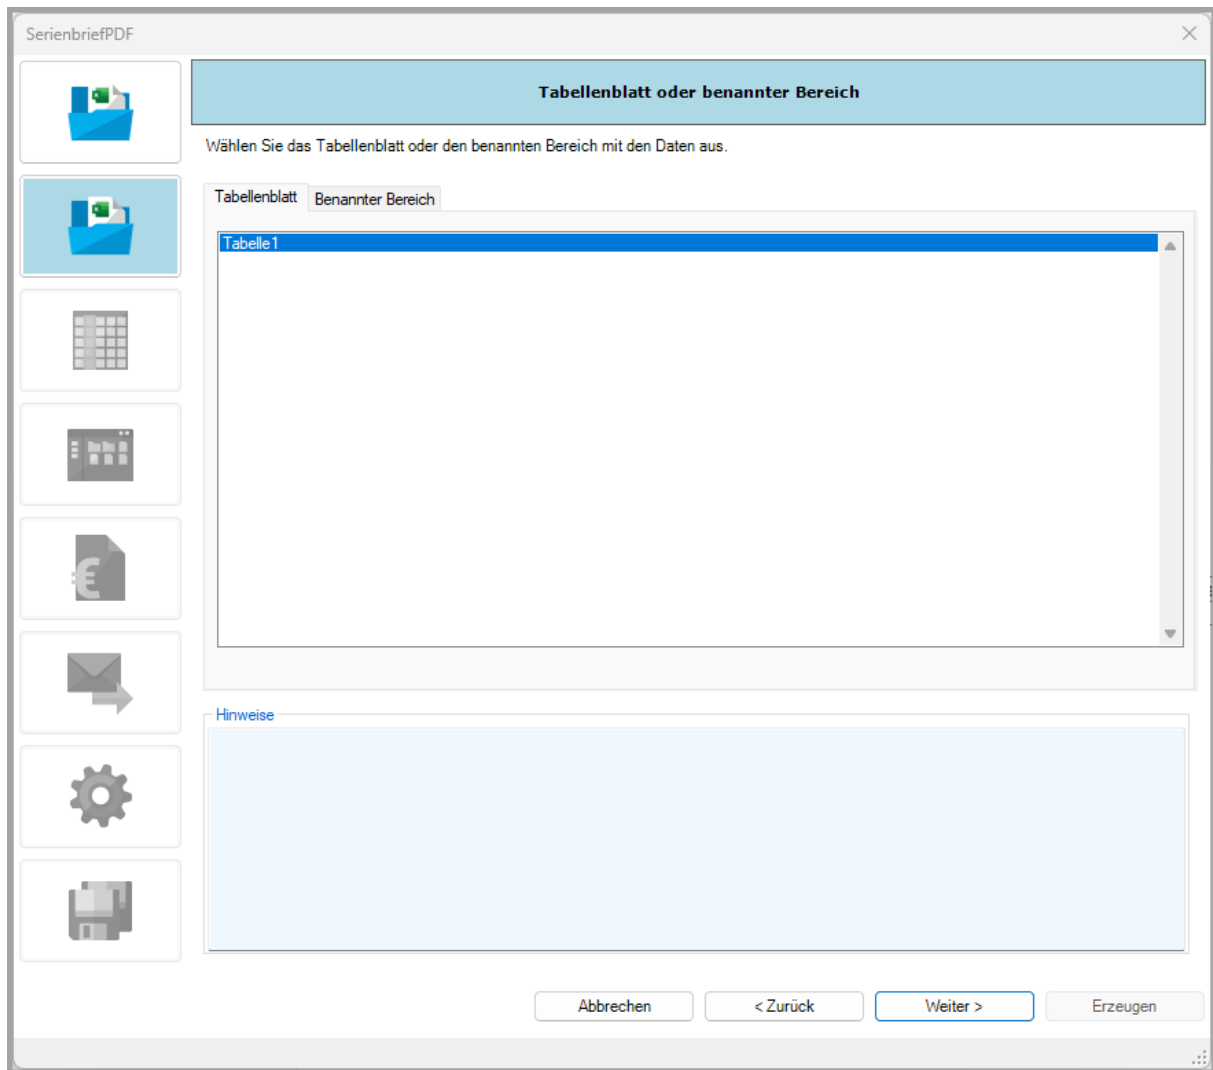 SerienbriefPDF
Tabellenblatt oder benannter Bereich
Wählen Sie das Tabellenblatt oder den benannten Bereich mit den Daten aus.
Tabellenblatt Benannter Bereich
Tabelle1
€
Hinweise
Abbrechen < Zurück Weiter > Erzeugen